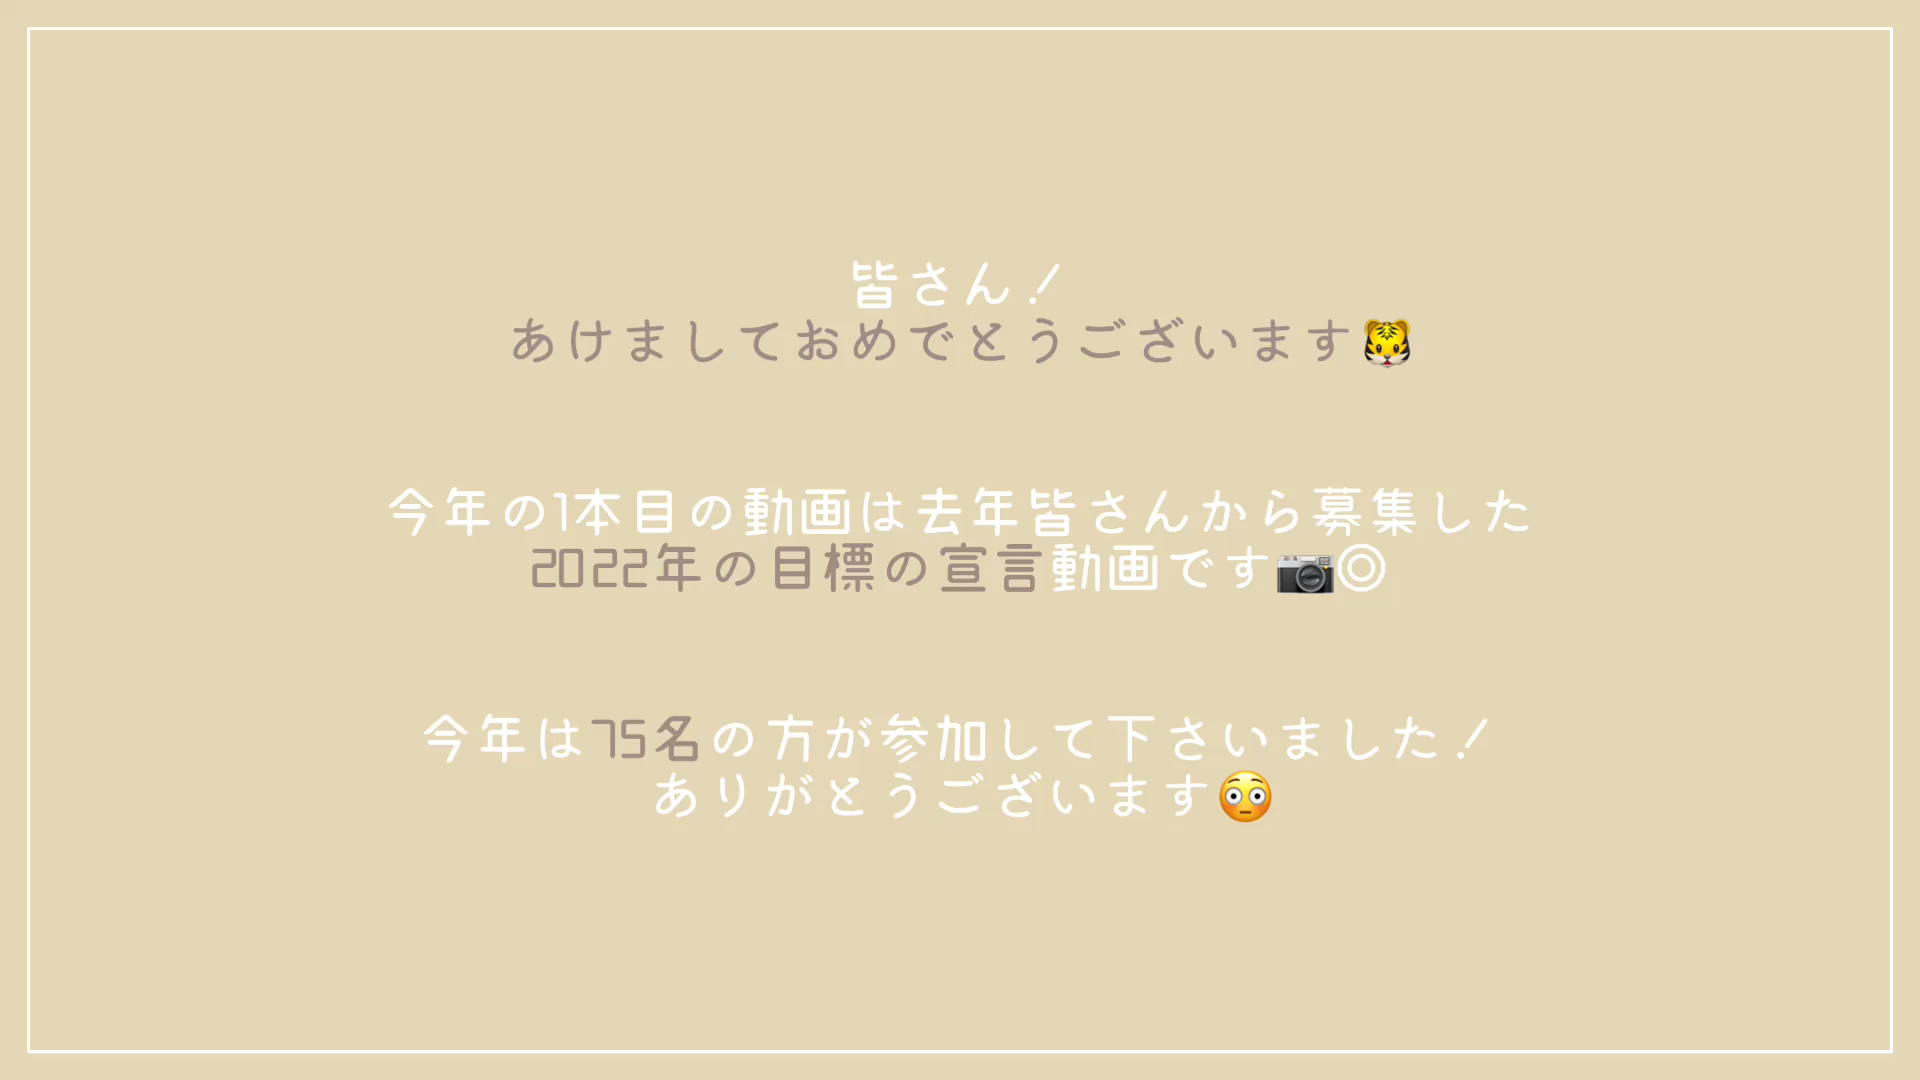 皆さん！
あけましておめでとうございます🐯
今年の1本目の動画は去年皆さんから募集した
2022年の目標の宣言動画です📷◎
今年は75名の方が参加して下さいました！
ありがとうございます😳